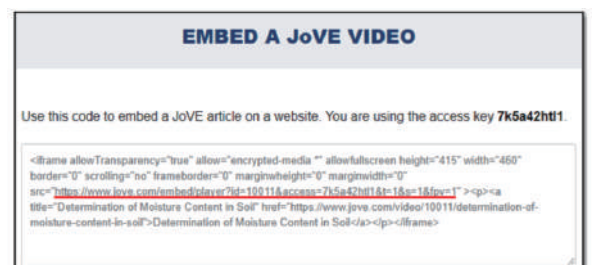 EMBED A JoVE VIDEO
Use this code to embed a JoVE article on a website. You are using the access key 7k5a42htl1.
<iframe allowTransparency="true" allow="encrypted-media *" allowfullscreen height="415" width="460"
border="0" scrolling="no" frameborder="0" marginwheight="0" marginwidth="0"
src="https://www.jove.com/embed/player?id=10011&access=7k5a42htl1&t=1&s=1&fpv=1" ><p><a
title="Determination of Moisture Content in Soil" href="https://www.jove.com/video/10011/determination-of-
moisture-content-in-soil">Determination of Moisture Content in Soil</a></p></iframe>